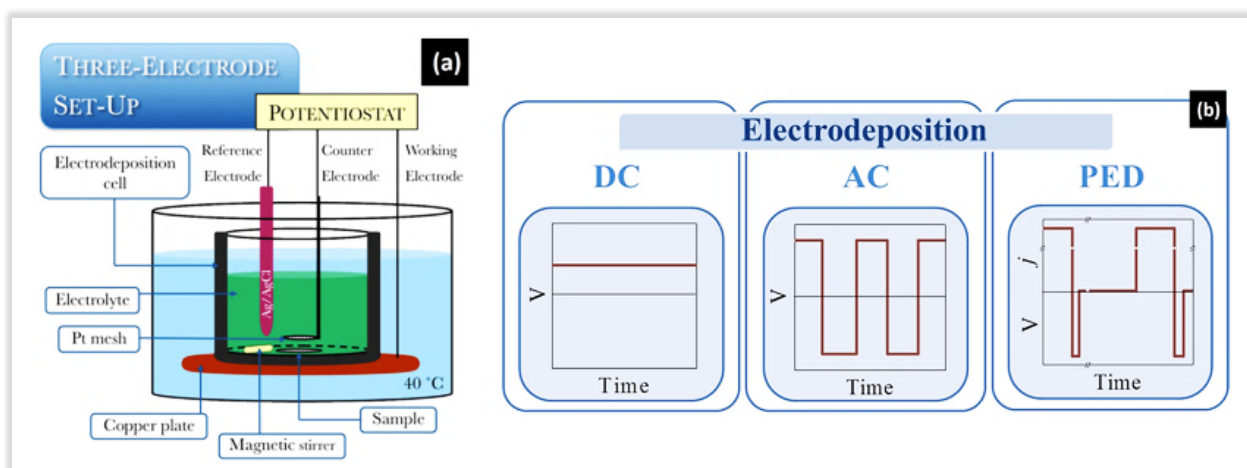 THREE-ELECTRODE
SET-UP
(a)
POTENTIOSTAT
Reference
Electrode
Counter
Electrode
Working
Electrode
Electrodeposition
cell
Ag/AgCl
Electrolyte
Pt mesh
40 °C
Copper plate
Magnetic stirrer
Sample
(b)
Electrodeposition
DC
AC
PED
V
Time
V
Time
V
j
Time